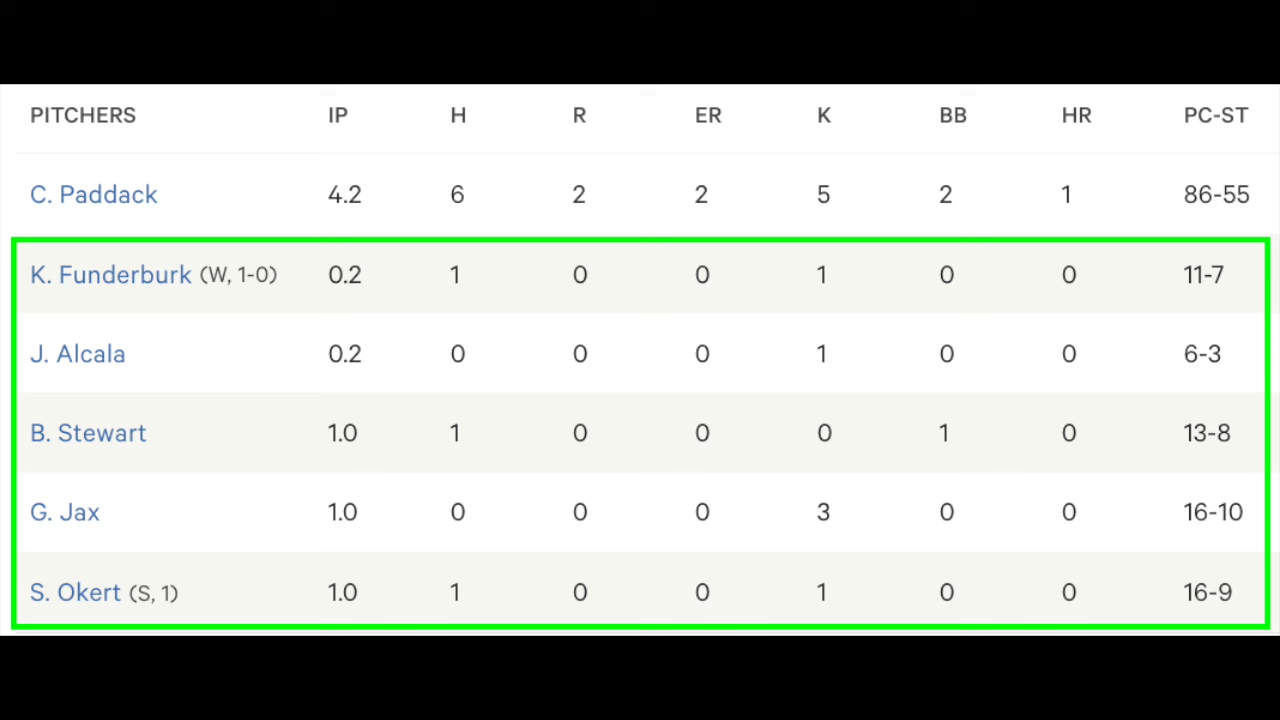 PITCHERS IP H R ER K BB HR PC-ST
C. Paddack 4.2 6 2 2 5 2 1 86-55
K. Funderburk (W, 1-0) 0.2 1 0 0 1 0 0 11-7
J. Alcala 0.2 0 0 0 1 0 0 6-3
B. Stewart 1.0 1 0 0 0 1 0 13-8
G. Jax 1.0 0 0 0 3 0 0 16-10
S. Okert (S, 1) 1.0 1 0 0 1 0 0 16-9